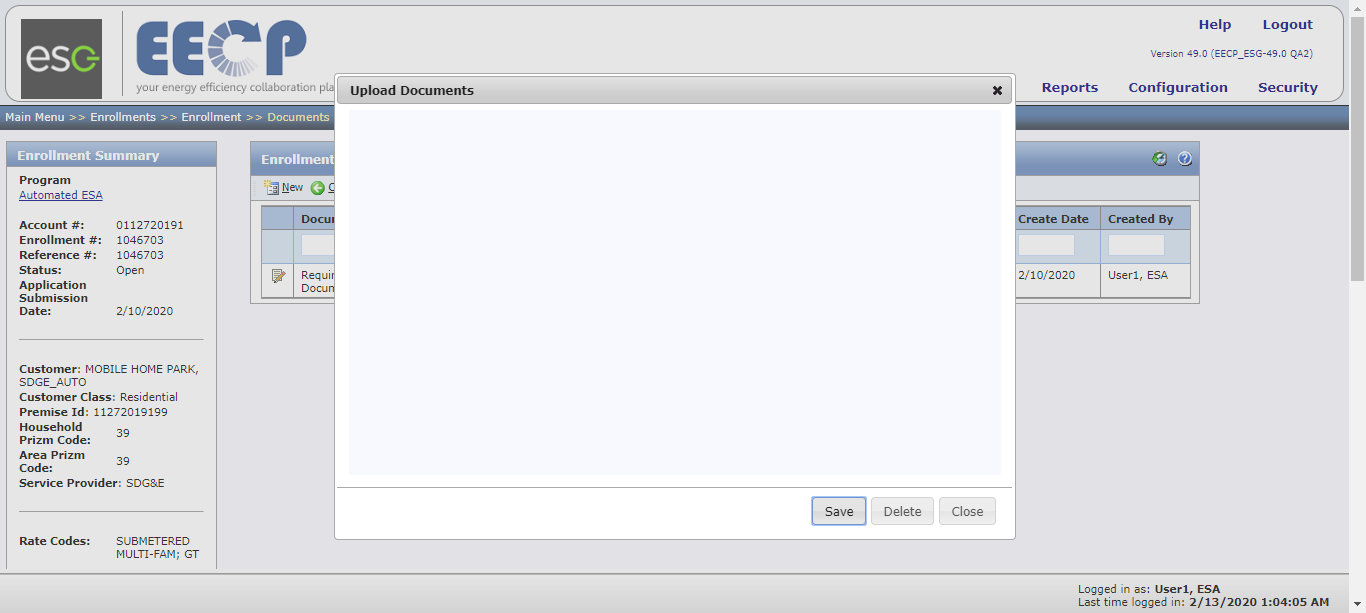 esc
EECP
your energy efficiency collaboration pla
Help Logout
Version 49.0 (EECP_ESG-49.0 QA2)
Reports Configuration Security
Main Menu >> Enrollments >> Enrollment >> Documents
Upload Documents
Enrollment Summary
Program
Automated ESA
Account #: 0112720191
Enrollment #: 1046703
Reference #: 1046703
Status: Open
Application
Submission
Date: 2/10/2020
Customer: MOBILE HOME PARK,
SDGE_AUTO
Customer Class: Residential
Premise Id: 11272019199
Household
Prizm Code: 39
Area Prizm
Code: 39
Service Provider: SDG&E
Rate Codes: SUBMETERED
MULTI-FAM; GT
Enrollment
New
Docu
Create Date Created By
Requir
Docun
2/10/2020 User1, ESA
Save Delete Close
Logged in as: User1, ESA
Last time logged in: 2/13/2020 1:04:05 AM